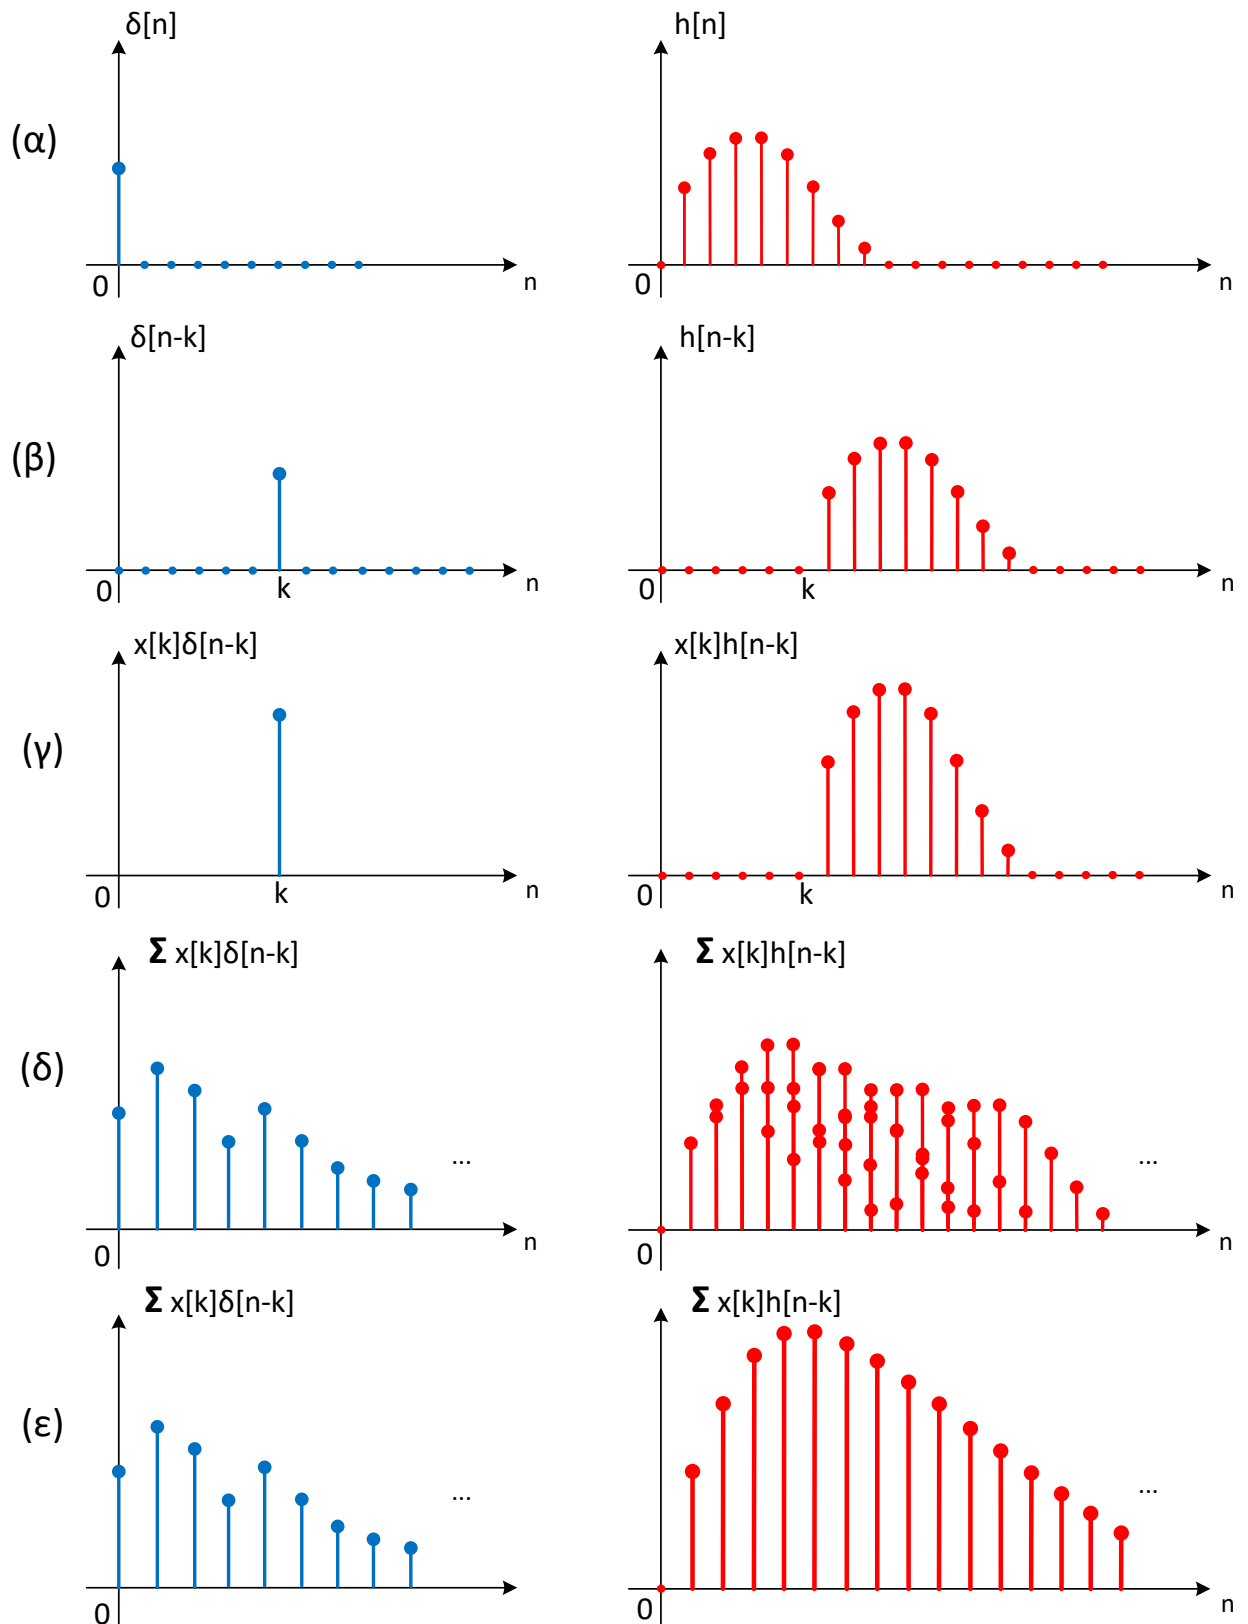 δ[n] h[n]
(α)
0 n 0 n
δ[n-k] h[n-k]
(β)
0 k n 0 k n
x[k]δ[n-k] x[k]h[n-k]
(γ)
0 k n 0 k n
Σ x[k]δ[n-k] Σ x[k]h[n-k]
(δ)
... ...
0 n 0 n
Σ x[k]δ[n-k] Σ x[k]h[n-k]
(ε)
... ...
0 0 n